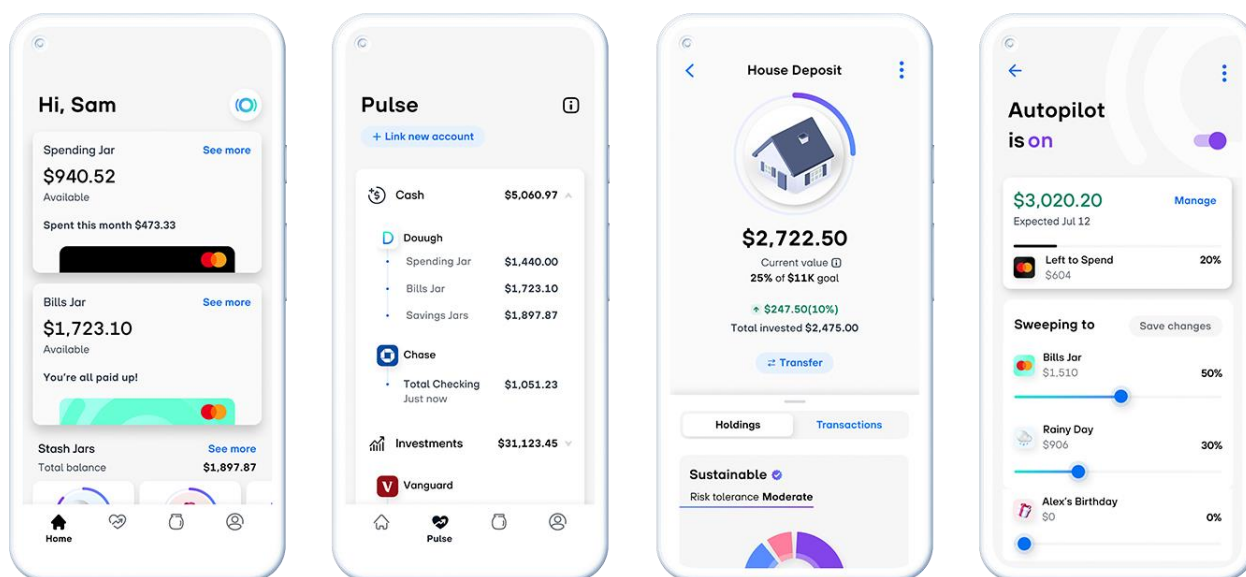 Hi, Sam
Spending Jar See more
$940.52
Available
Spent this month $473.33
Bills Jar See more
$1,723.10
Available
You're all paid up!
Stash Jars See more
Total balance $1,897.87
Home
Pulse
+ Link new account
Cash $5,060.97
Douugh
Spending Jar $1,440.00
Bills Jar $1,723.10
Savings Jars $1,897.87
Chase
Total Checking $1,051.23
Just now
Investments $31,123.45
Vanguard
Pulse
House Deposit
$2,722.50
Current value
25% of $11K goal
$247.50(10%)
Total invested $2,475.00
Transfer
Holdings Transactions
Sustainable
Risk tolerance Moderate
Autopilot
is on
$3,020.20 Manage
Expected Jul 12
Left to Spend 20%
$604
Sweeping to Save changes
Bills Jar
$1,510 50%
Rainy Day
$906 30%
Alex's Birthday
$0 0%